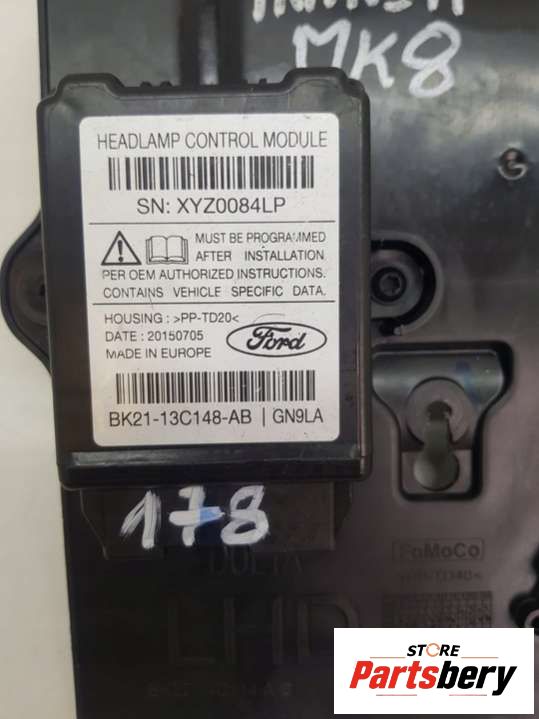 MK8
HEADLAMP CONTROL MODULE
SN: XYZ0084LP
MUST BE PROGRAMMED
AFTER INSTALLATION
PER OEM AUTHORIZED INSTRUCTIONS.
CONTAINS VEHICLE SPECIFIC DATA.
HOUSING : >PP-TD20<
DATE : 20150705
MADE IN EUROPE
Ford
BK21-13C148-AB | GN9LA
178
FoMoCo
LHD
STORE
Partsbery